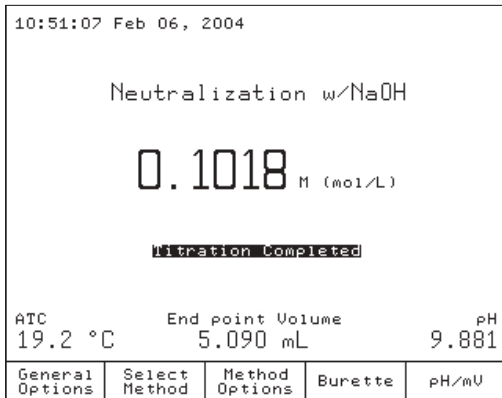 10:51:07 Feb 06, 2004
Neutralization w/NaOH
0.1018 M (mol/L)
Titration Completed
ATC End point Volume pH
19.2 °C 5.090 mL 9.881
General Options Select Method Method Options Burette pH/mV